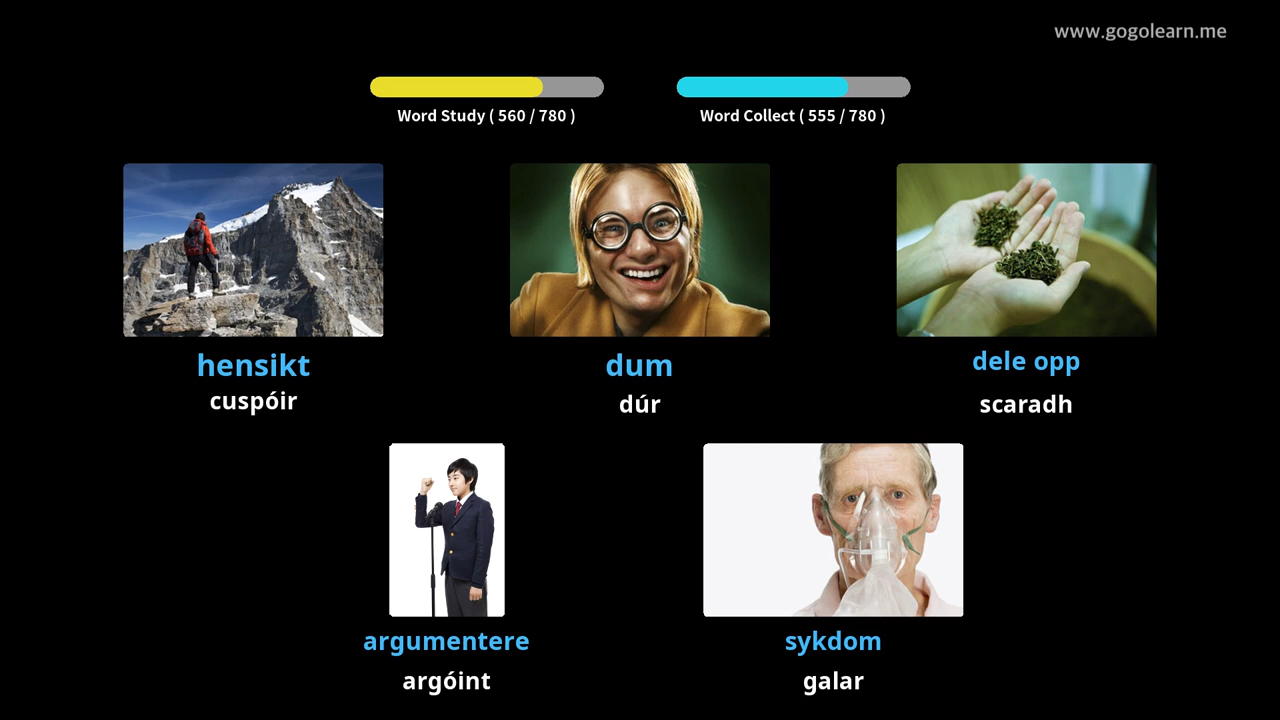 www.gogolearn.me
Word Study ( 560 / 780 )
Word Collect ( 555 / 780 )
hensikt
cuspóir
dum
dúr
dele opp
scaradh
argumentere
argóint
sykdom
galar